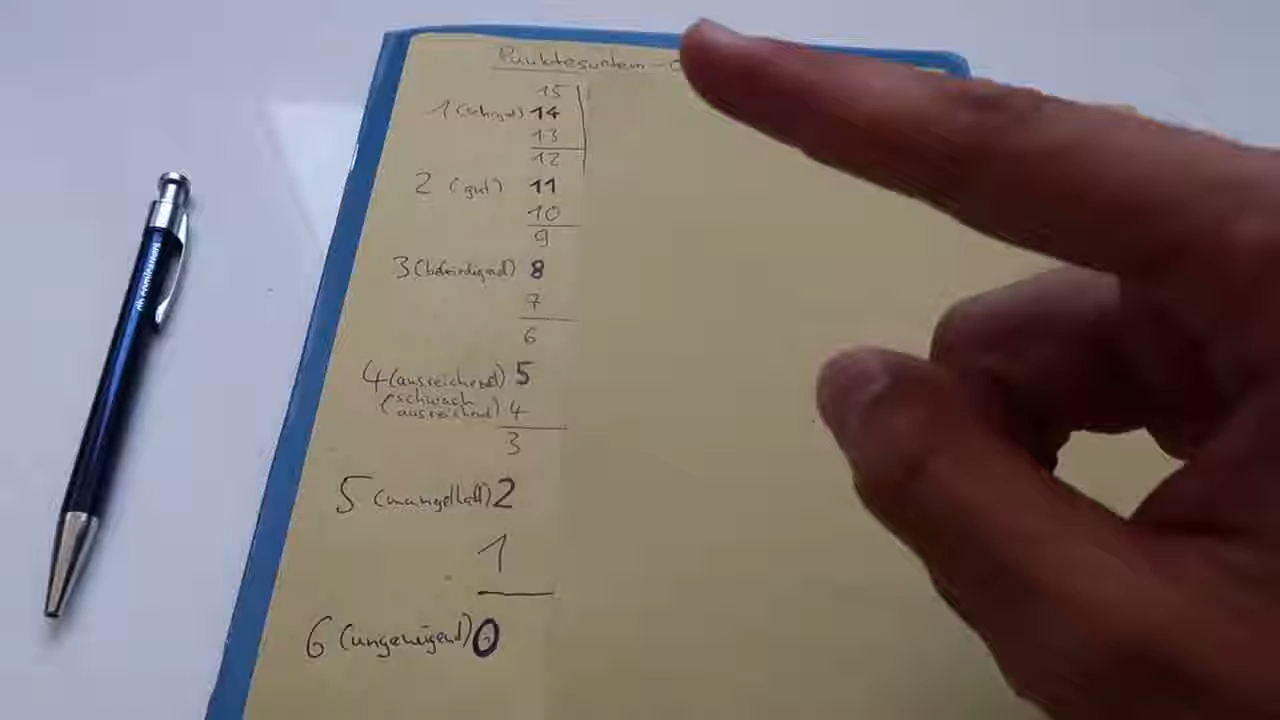 Punktesystem -
15
1 (sehr gut) 14
13
12
2 (gut) 11
10
9
3 (befriedigend) 8
7
6
4 (ausreichend) 5
(schwach
ausreichend) 4
3
5 (mangelhaft) 2
1
6 (ungenügend) 0